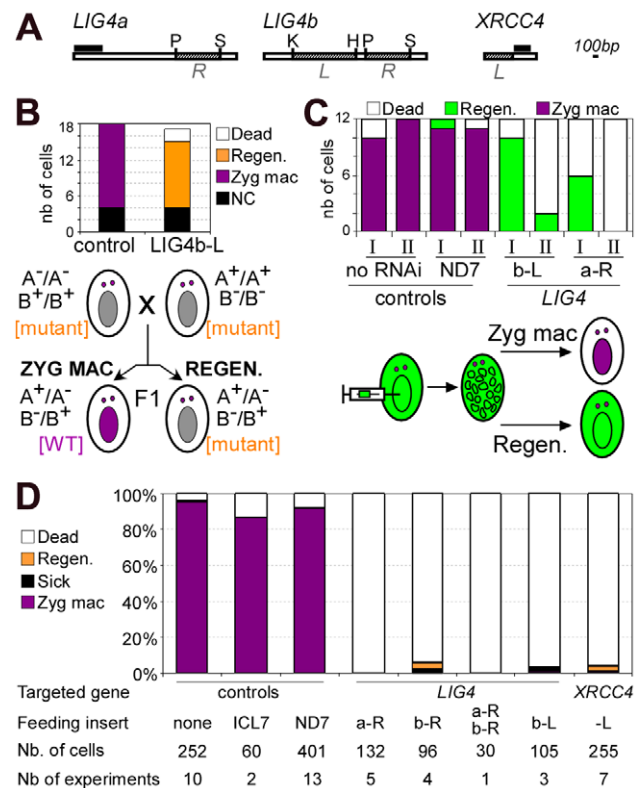 A
LIG4a LIG4b XRCC4
P S K H P S 100bp
R L R L
B
18
12
6
0
nb of cells
Dead
Regen.
Zyg mac
NC
control LIG4b-L
A⁻/A⁻ A⁺/A⁺
B⁺/B⁺ X B⁻/B⁻
[mutant] [mutant]
ZYG MAC REGEN.
A⁺/A⁻ F1 A⁺/A⁻
B⁻/B⁺ B⁻/B⁺
[WT] [mutant]
C
Dead Regen. Zyg mac
12
6
0
nb of cells
I II I II I II I II
no RNAi ND7 b-L a-R
controls LIG4
Zyg mac
Regen.
D
Dead
Regen.
Sick
Zyg mac
100%
80%
60%
40%
20%
0%
Targeted gene controls LIG4 XRCC4
Feeding insert none ICL7 ND7 a-R b-R a-R b-R b-L -L
Nb. of cells 252 60 401 132 96 30 105 255
Nb of experiments 10 2 13 5 4 1 3 7